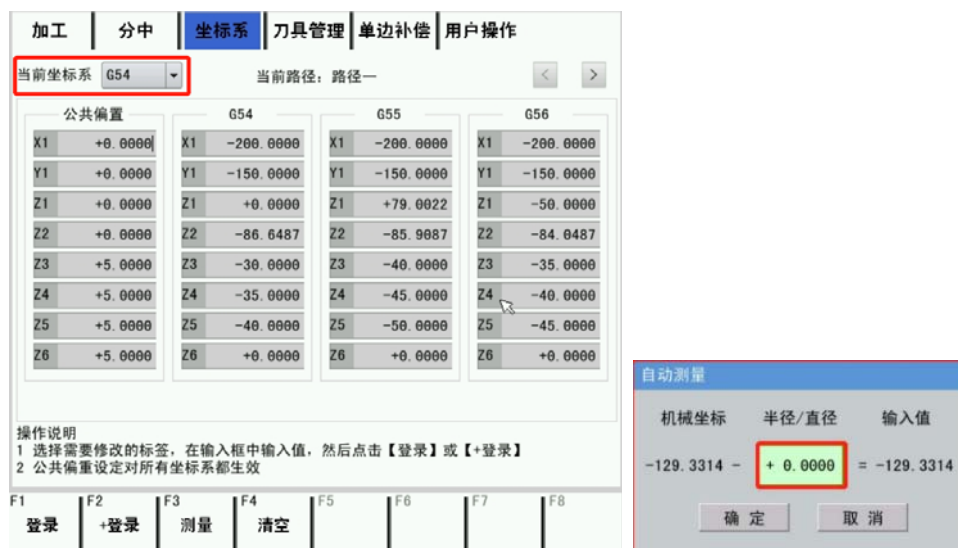 加工 分中 坐标系 刀具管理 单边补偿 用户操作
当前坐标系 G54 当前路径：路径一 < >
公共偏置 G54 G55 G56
X1 +0.0000 X1 -200.0000 X1 -200.0000 X1 -200.0000
Y1 +0.0000 Y1 -150.0000 Y1 -150.0000 Y1 -150.0000
Z1 +0.0000 Z1 +0.0000 Z1 +79.0022 Z1 -50.0000
Z2 +0.0000 Z2 -86.6487 Z2 -85.9087 Z2 -84.0487
Z3 +5.0000 Z3 -30.0000 Z3 -40.0000 Z3 -35.0000
Z4 +5.0000 Z4 -35.0000 Z4 -45.0000 Z4 -40.0000
Z5 +5.0000 Z5 -40.0000 Z5 -50.0000 Z5 -45.0000
Z6 +5.0000 Z6 +0.0000 Z6 +0.0000 Z6 +0.0000
操作说明
1 选择需要修改的标签，在输入框中输入值，然后点击【登录】或【+登录】
2 公共偏重设定对所有坐标系都生效
F1 F2 F3 F4 F5 F6 F7 F8
登录 +登录 测量 清空
自动测量
机械坐标 半径/直径 输入值
-129.3314 - + 0.0000 = -129.3314
确定 取消